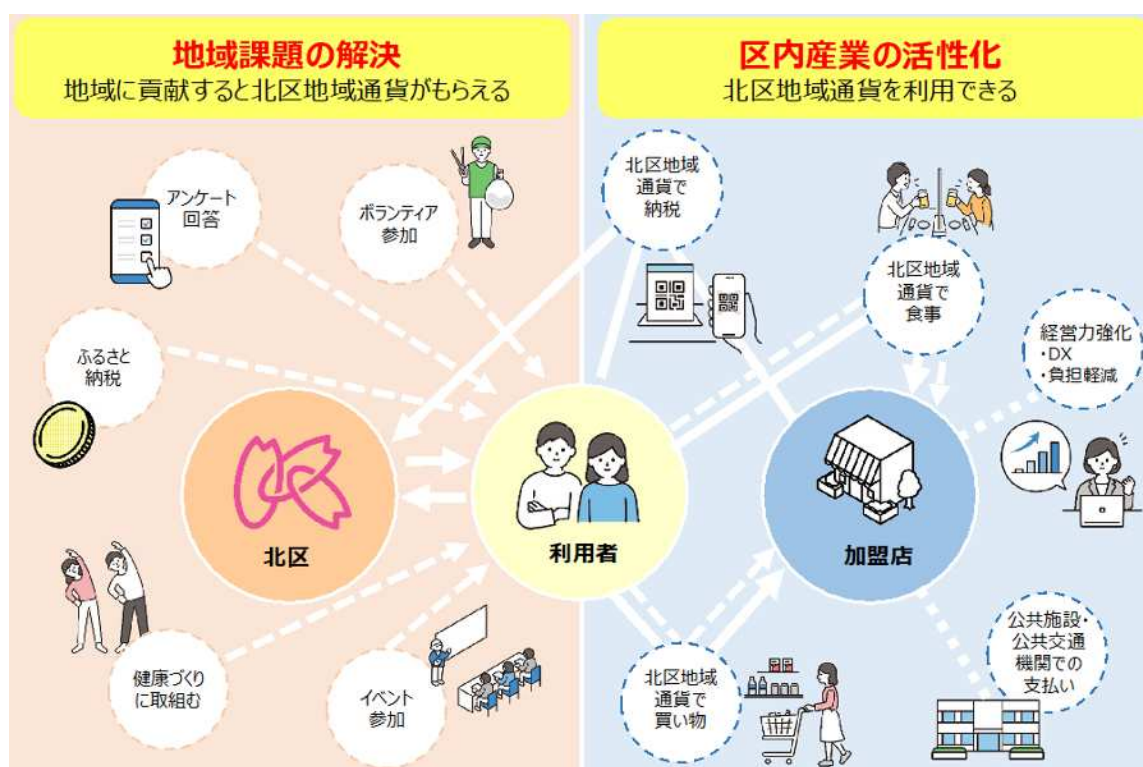 地域課題の解決
地域に貢献すると北区地域通貨がもらえる
区内産業の活性化
北区地域通貨を利用できる
アンケート
回答
ボランティア
参加
北区地域
通貨で
納税
北区地域
通貨で
食事
経営力強化
・DX
・負担軽減
ふるさと
納税
北区
利用者
加盟店
健康づくり
に取組む
イベント
参加
北区地域
通貨で
買い物
公共施設・
公共交通
機関での
支払い